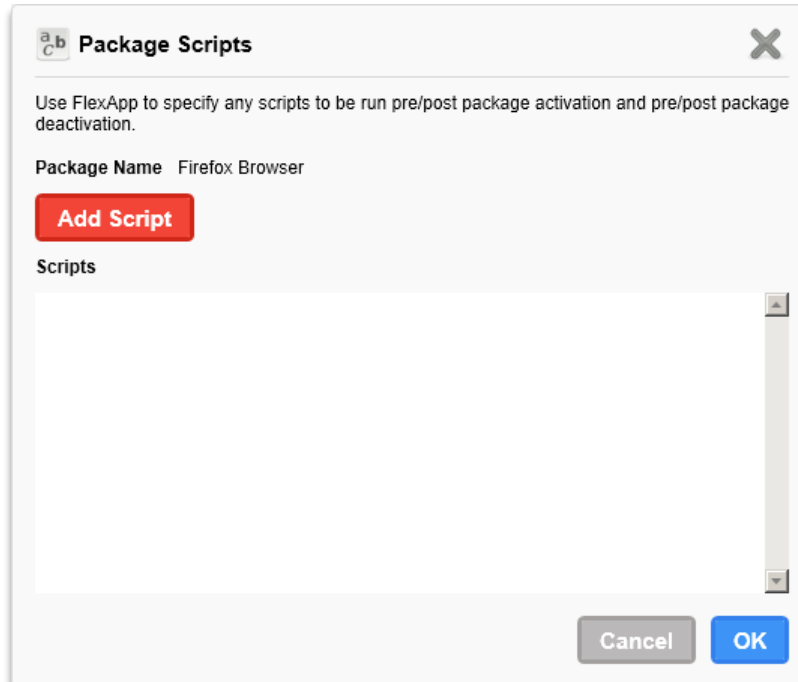 a b c Package Scripts
Use FlexApp to specify any scripts to be run pre/post package activation and pre/post package
deactivation.
Package Name Firefox Browser
Add Script
Scripts
Cancel OK